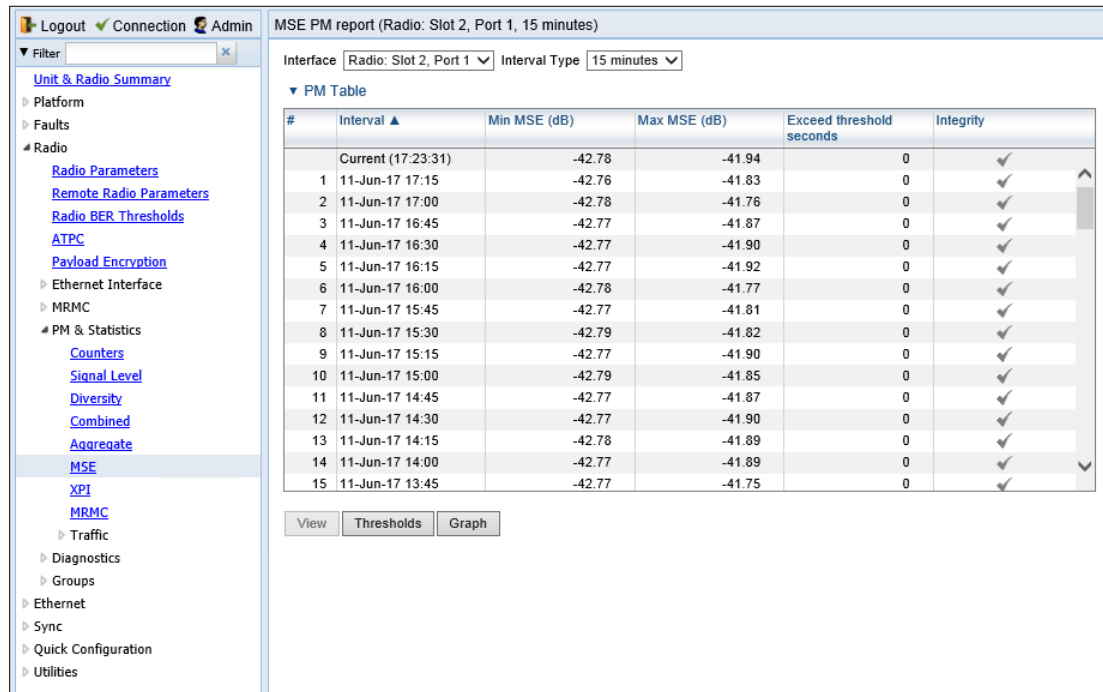 Logout Connection Admin
Filter
Unit & Radio Summary
Platform
Faults
Radio
Radio Parameters
Remote Radio Parameters
Radio BER Thresholds
ATPC
Payload Encryption
Ethernet Interface
MRMC
PM & Statistics
Counters
Signal Level
Diversity
Combined
Aggregate
MSE
XPI
MRMC
Traffic
Diagnostics
Groups
Ethernet
Sync
Quick Configuration
Utilities
MSE PM report (Radio: Slot 2, Port 1, 15 minutes)
Interface Radio: Slot 2, Port 1 Interval Type 15 minutes
▼ PM Table
# Interval ▲ Min MSE (dB) Max MSE (dB) Exceed threshold seconds Integrity
Current (17:23:31) -42.78 -41.94 0 ✓
1 11-Jun-17 17:15 -42.76 -41.83 0 ✓
2 11-Jun-17 17:00 -42.78 -41.76 0 ✓
3 11-Jun-17 16:45 -42.77 -41.87 0 ✓
4 11-Jun-17 16:30 -42.77 -41.90 0 ✓
5 11-Jun-17 16:15 -42.77 -41.92 0 ✓
6 11-Jun-17 16:00 -42.78 -41.77 0 ✓
7 11-Jun-17 15:45 -42.77 -41.81 0 ✓
8 11-Jun-17 15:30 -42.79 -41.82 0 ✓
9 11-Jun-17 15:15 -42.77 -41.90 0 ✓
10 11-Jun-17 15:00 -42.79 -41.85 0 ✓
11 11-Jun-17 14:45 -42.77 -41.87 0 ✓
12 11-Jun-17 14:30 -42.77 -41.90 0 ✓
13 11-Jun-17 14:15 -42.78 -41.89 0 ✓
14 11-Jun-17 14:00 -42.77 -41.89 0 ✓
15 11-Jun-17 13:45 -42.77 -41.75 0 ✓
View Thresholds Graph